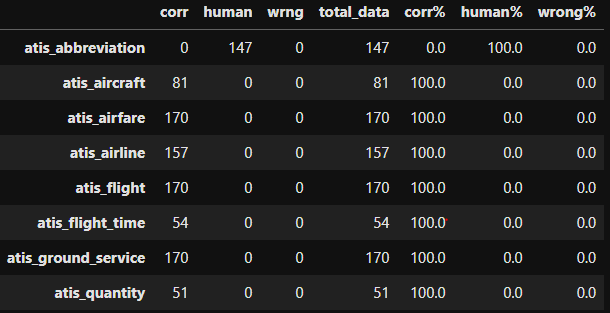 corr human wrng total_data corr% human% wrong%
atis_abbreviation 0 147 0 147 0.0 100.0 0.0
atis_aircraft 81 0 0 81 100.0 0.0 0.0
atis_airfare 170 0 0 170 100.0 0.0 0.0
atis_airline 157 0 0 157 100.0 0.0 0.0
atis_flight 170 0 0 170 100.0 0.0 0.0
atis_flight_time 54 0 0 54 100.0 0.0 0.0
atis_ground_service 170 0 0 170 100.0 0.0 0.0
atis_quantity 51 0 0 51 100.0 0.0 0.0